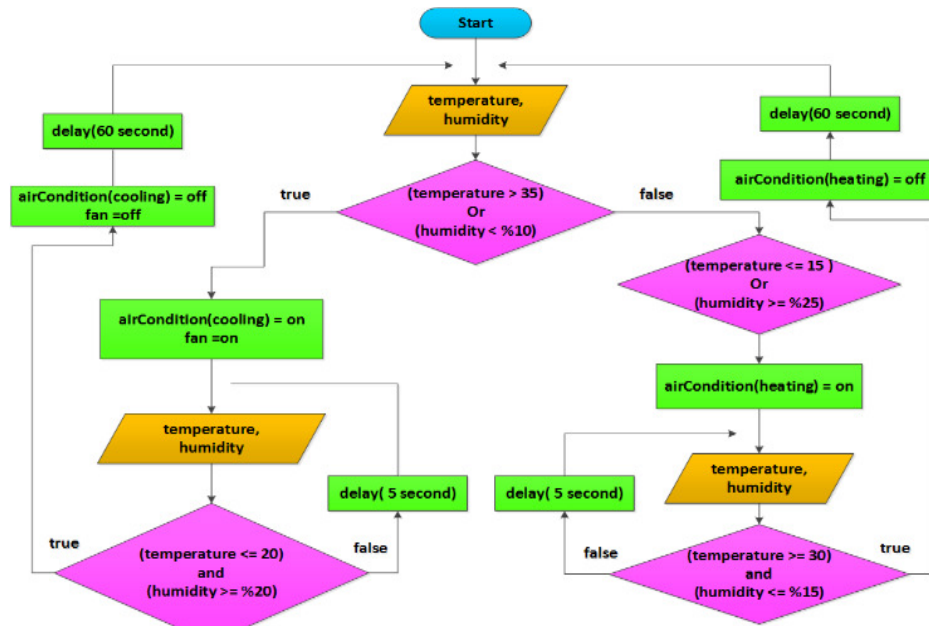 Start
temperature,
humidity
delay(60 second)
delay(60 second)
airCondition(cooling) = off
fan =off
true
(temperature > 35)
Or
(humidity < %10)
false
airCondition(heating) = off
(temperature <= 15 )
Or
(humidity >= %25)
airCondition(cooling) = on
fan =on
airCondition(heating) = on
temperature,
humidity
temperature,
humidity
delay( 5 second)
delay( 5 second)
true
(temperature <= 20)
and
(humidity >= %20)
false
false
(temperature >= 30)
and
(humidity <= %15)
true